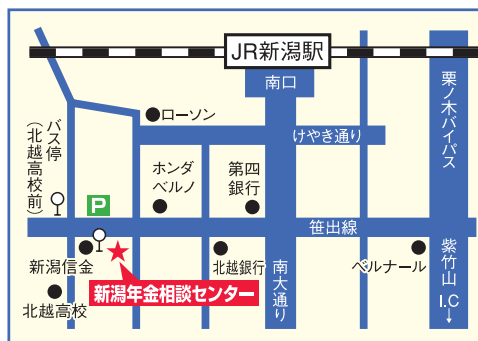 JR新潟駅
南口
栗ノ木バイパス
ローソン
けやき通り
バス停
(北越高校前)
ホンダ
ベルノ
第四
銀行
P
笹出線
新潟信金
北越銀行
ベルナール
紫竹山
I.C
↓
南大通り
新潟年金相談センター
北越高校